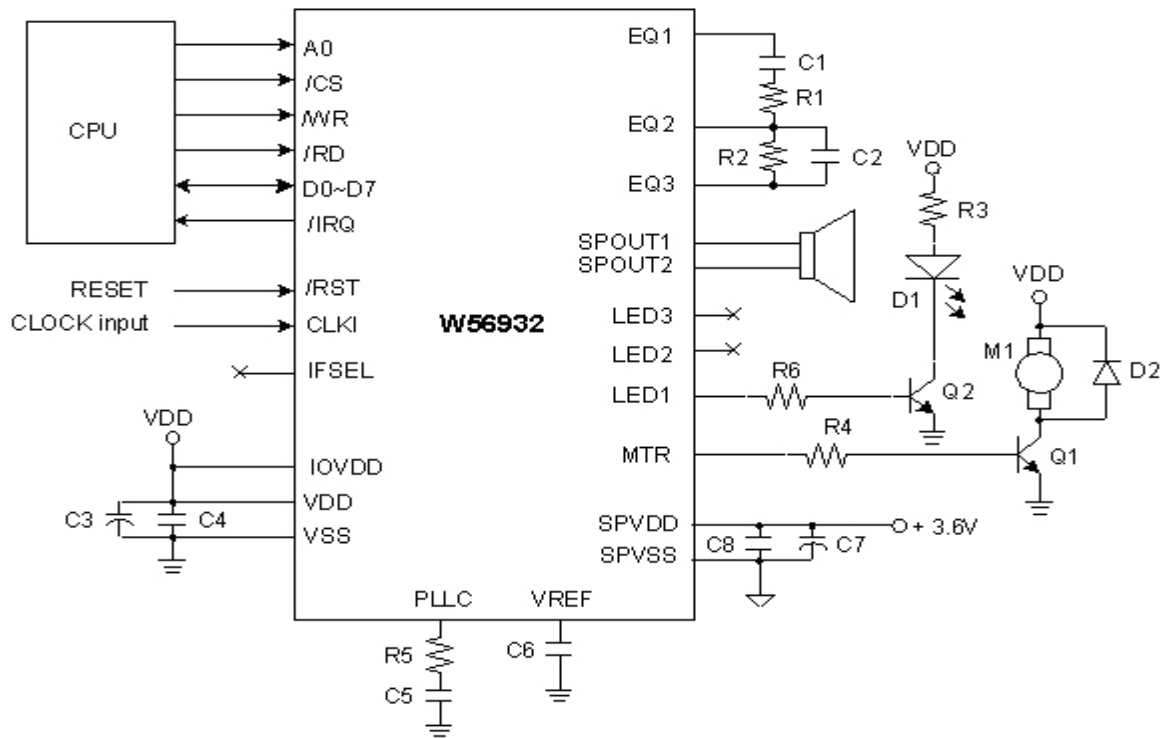 CPU
A0
/CS
/WR
/RD
D0~D7
/IRQ
RESET
/RST
CLOCK input
CLKI
IFSEL
VDD
IOVDD
VDD
VSS
C3
C4
W56932
EQ1
C1
R1
EQ2
R2
C2
EQ3
SPOUT1
SPOUT2
LED3
LED2
LED1
R6
MTR
R4
VDD
R3
D1
Q2
VDD
M1
D2
Q1
SPVDD
+ 3.6V
C8
C7
SPVSS
PLLC
VREF
R5
C6
C5